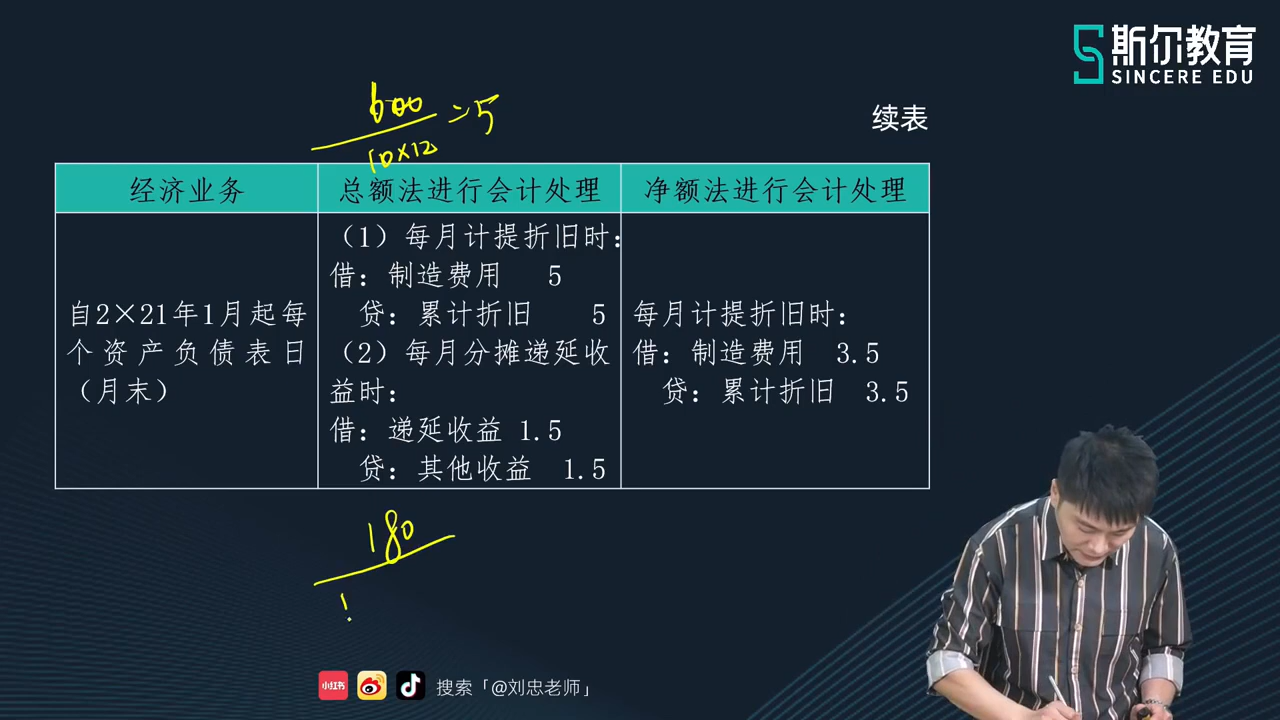 斯尔教育
SINCERE EDU
600
10×12
=5
续表
经济业务
总额法进行会计处理
净额法进行会计处理
自2×21年1月起每
个资产负债表日
（月末）
（1）每月计提折旧时：
借：制造费用 5
贷：累计折旧 5
（2）每月分摊递延收
益时：
借：递延收益 1.5
贷：其他收益 1.5
每月计提折旧时：
借：制造费用 3.5
贷：累计折旧 3.5
180
小红书
搜索「@刘忠老师」